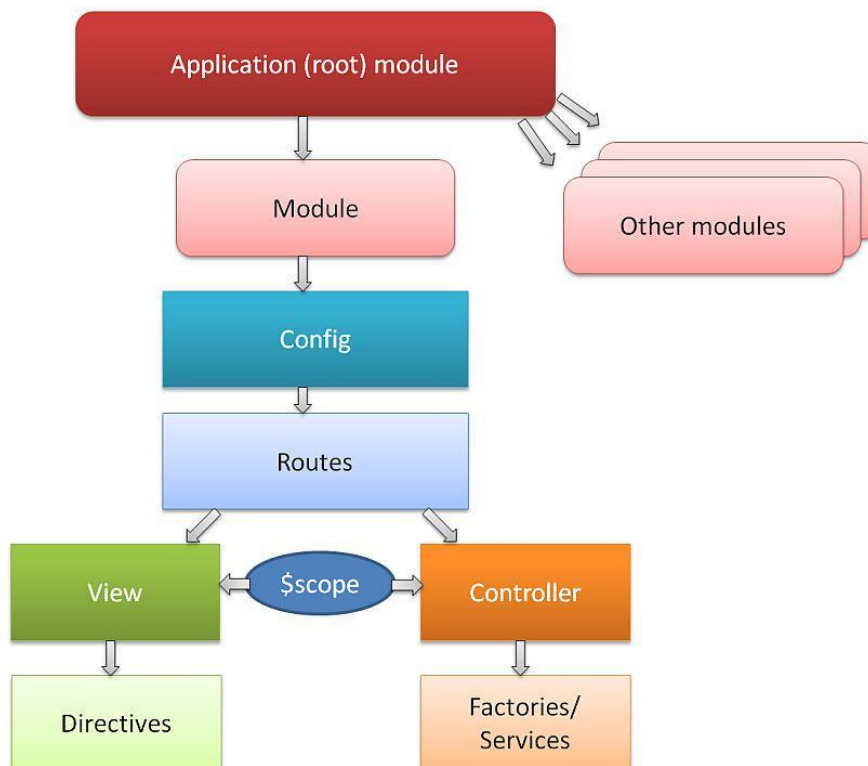 Application (root) module
Module
Other modules
Config
Routes
View
$scope
Controller
Directives
Factories/
Services